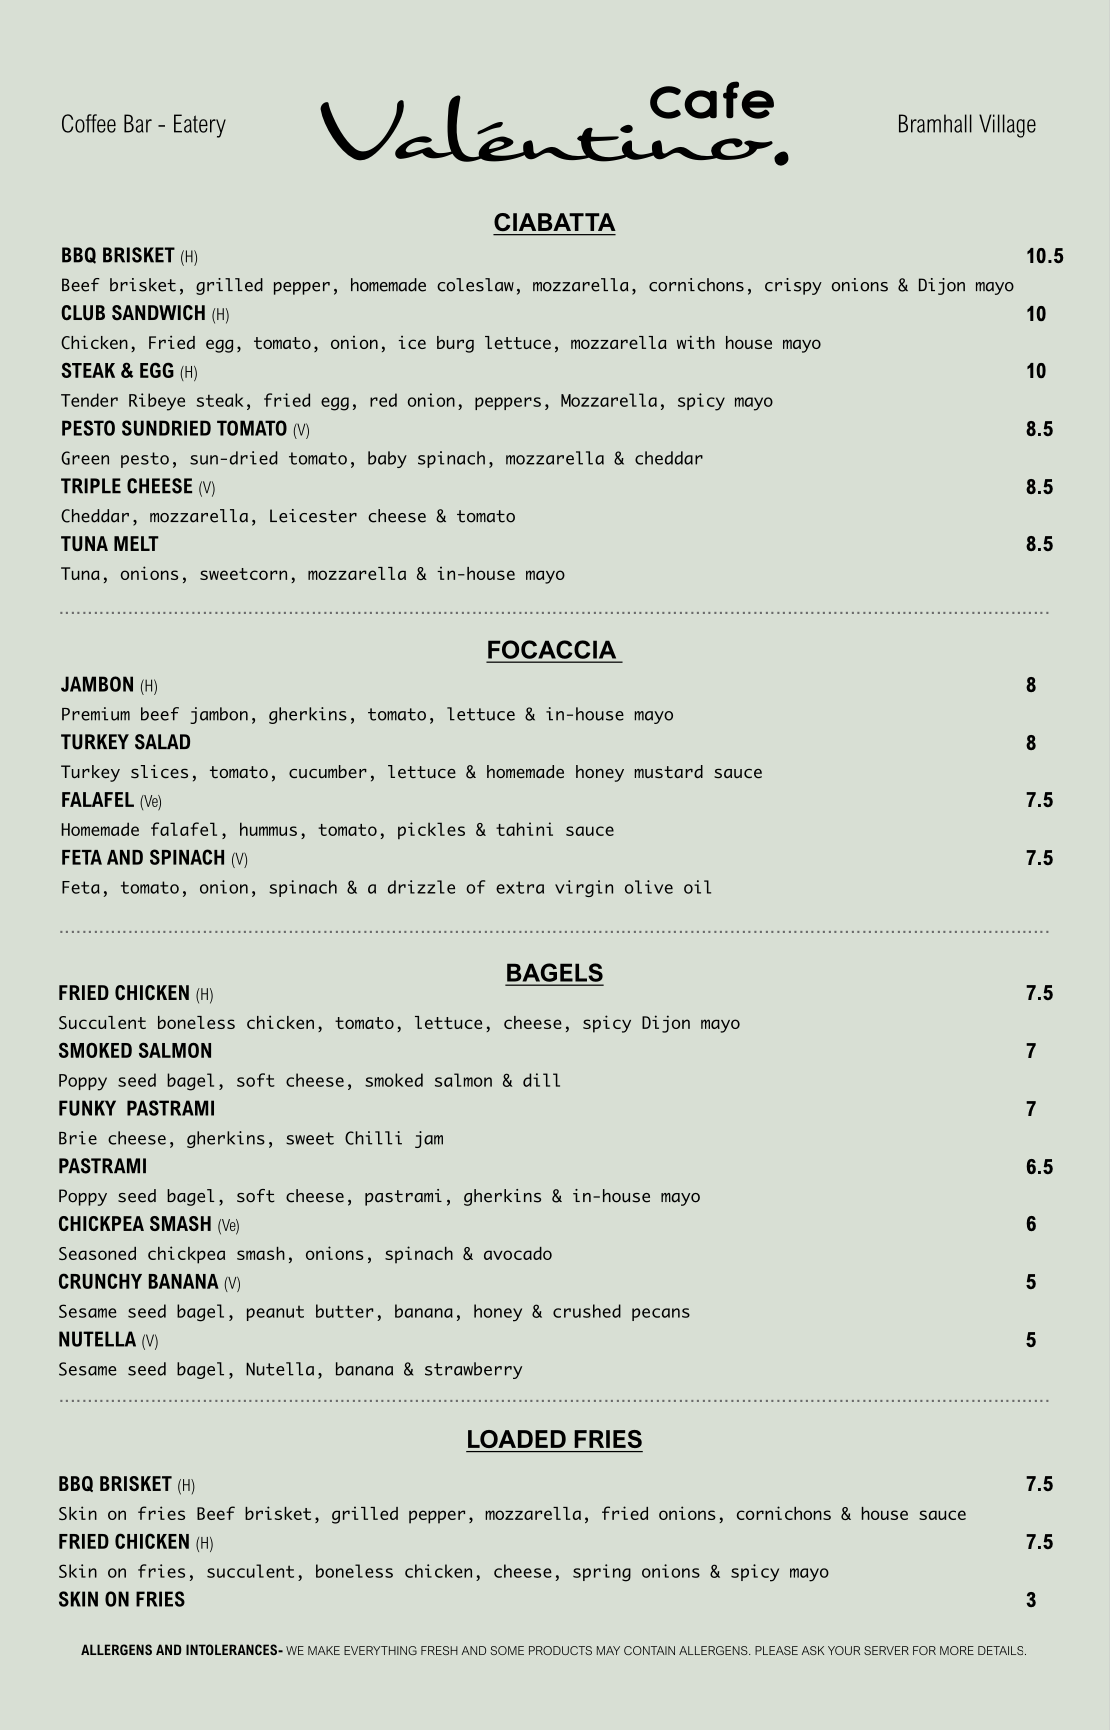 Coffee Bar - Eatery
Cafe
Valéntino.
Bramhall Village
CIABATTA
BBQ BRISKET (H) 10.5
Beef brisket, grilled pepper, homemade coleslaw, mozzarella, cornichons, crispy onions & Dijon mayo
CLUB SANDWICH (H) 10
Chicken, Fried egg, tomato, onion, ice burg lettuce, mozzarella with house mayo
STEAK & EGG (H) 10
Tender Ribeye steak, fried egg, red onion, peppers, Mozzarella, spicy mayo
PESTO SUNDRIED TOMATO (V) 8.5
Green pesto, sun-dried tomato, baby spinach, mozzarella & cheddar
TRIPLE CHEESE (V) 8.5
Cheddar, mozzarella, Leicester cheese & tomato
TUNA MELT 8.5
Tuna, onions, sweetcorn, mozzarella & in-house mayo
FOCACCIA
JAMBON (H) 8
Premium beef jambon, gherkins, tomato, lettuce & in-house mayo
TURKEY SALAD 8
Turkey slices, tomato, cucumber, lettuce & homemade honey mustard sauce
FALAFEL (Ve) 7.5
Homemade falafel, hummus, tomato, pickles & tahini sauce
FETA AND SPINACH (V) 7.5
Feta, tomato, onion, spinach & a drizzle of extra virgin olive oil
BAGELS
FRIED CHICKEN (H) 7.5
Succulent boneless chicken, tomato, lettuce, cheese, spicy Dijon mayo
SMOKED SALMON 7
Poppy seed bagel, soft cheese, smoked salmon & dill
FUNKY PASTRAMI 7
Brie cheese, gherkins, sweet Chilli jam
PASTRAMI 6.5
Poppy seed bagel, soft cheese, pastrami, gherkins & in-house mayo
CHICKPEA SMASH (Ve) 6
Seasoned chickpea smash, onions, spinach & avocado
CRUNCHY BANANA (V) 5
Sesame seed bagel, peanut butter, banana, honey & crushed pecans
NUTELLA (V) 5
Sesame seed bagel, Nutella, banana & strawberry
LOADED FRIES
BBQ BRISKET (H) 7.5
Skin on fries Beef brisket, grilled pepper, mozzarella, fried onions, cornichons & house sauce
FRIED CHICKEN (H) 7.5
Skin on fries, succulent, boneless chicken, cheese, spring onions & spicy mayo
SKIN ON FRIES 3
ALLERGENS AND INTOLERANCES- WE MAKE EVERYTHING FRESH AND SOME PRODUCTS MAY CONTAIN ALLERGENS. PLEASE ASK YOUR SERVER FOR MORE DETAILS.